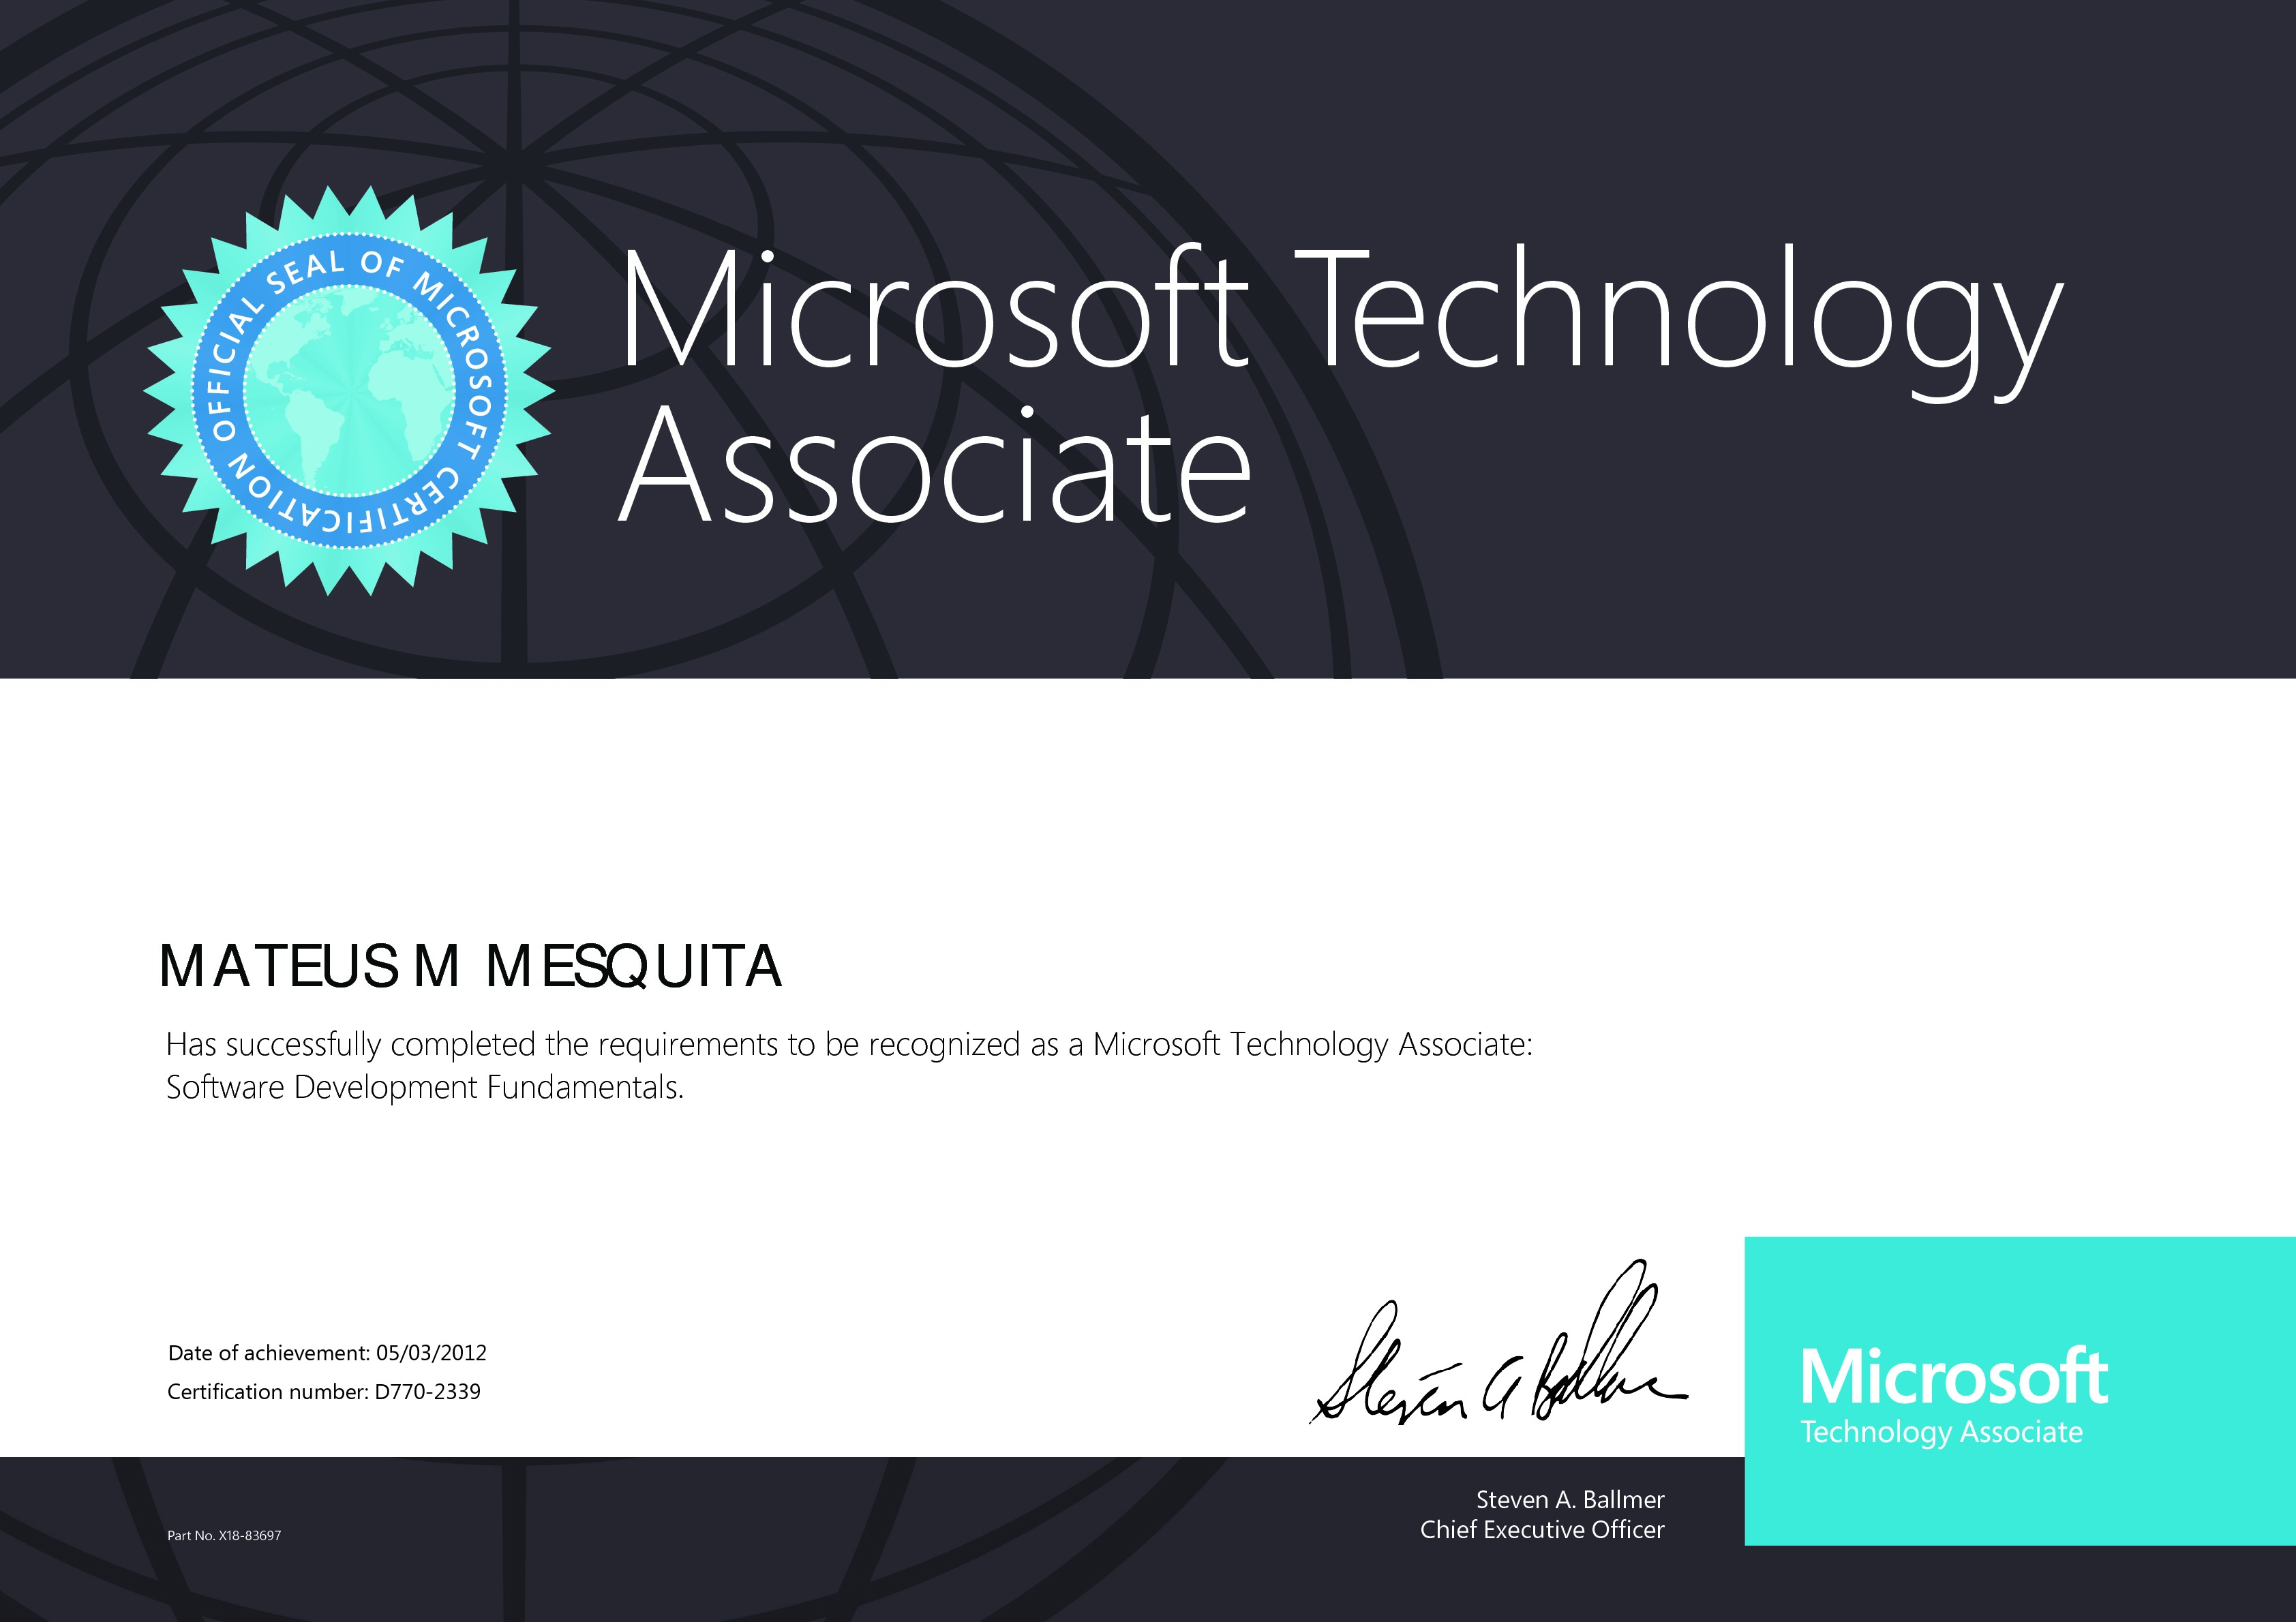 OFFICIAL SEAL OF MICROSOFT CERTIFICATION
Microsoft Technology
Associate
MATEUS M MESQUITA
Has successfully completed the requirements to be recognized as a Microsoft Technology Associate:
Software Development Fundamentals.
Date of achievement: 05/03/2012
Certification number: D770-2339
Steven A Ballmer
Microsoft
Technology Associate
Steven A. Ballmer
Chief Executive Officer
Part No. X18-83697